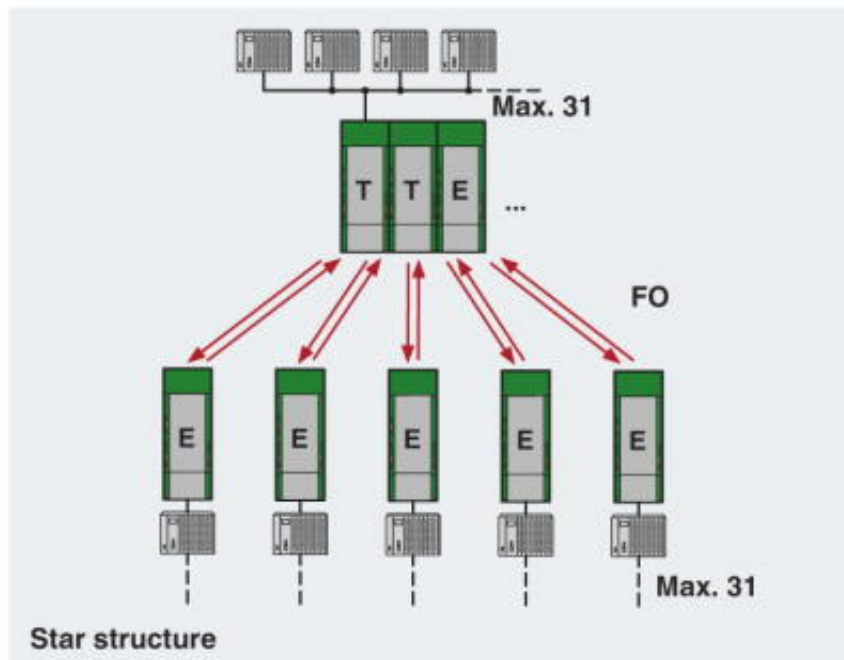 Max. 31
T T E ...
FO
E E E E E
Max. 31
Star structure